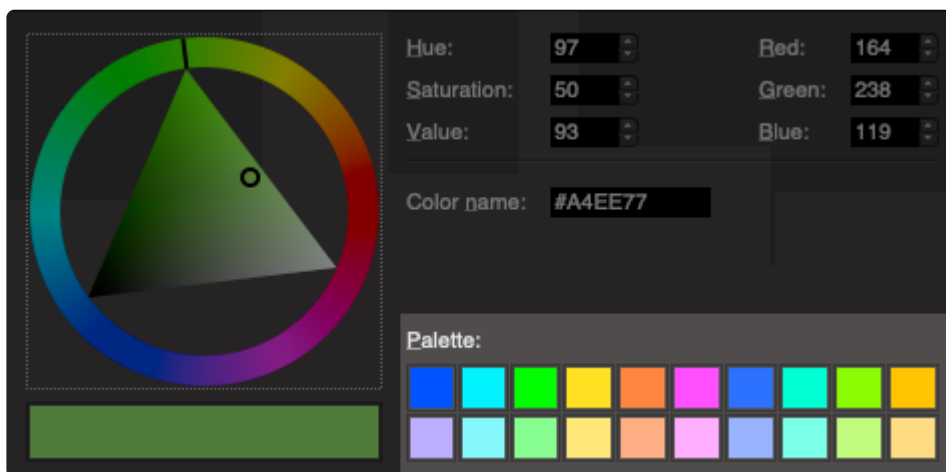 Hue: 97 Red: 164
Saturation: 50 Green: 238
Value: 93 Blue: 119
Color name: #A4EE77
Palette: